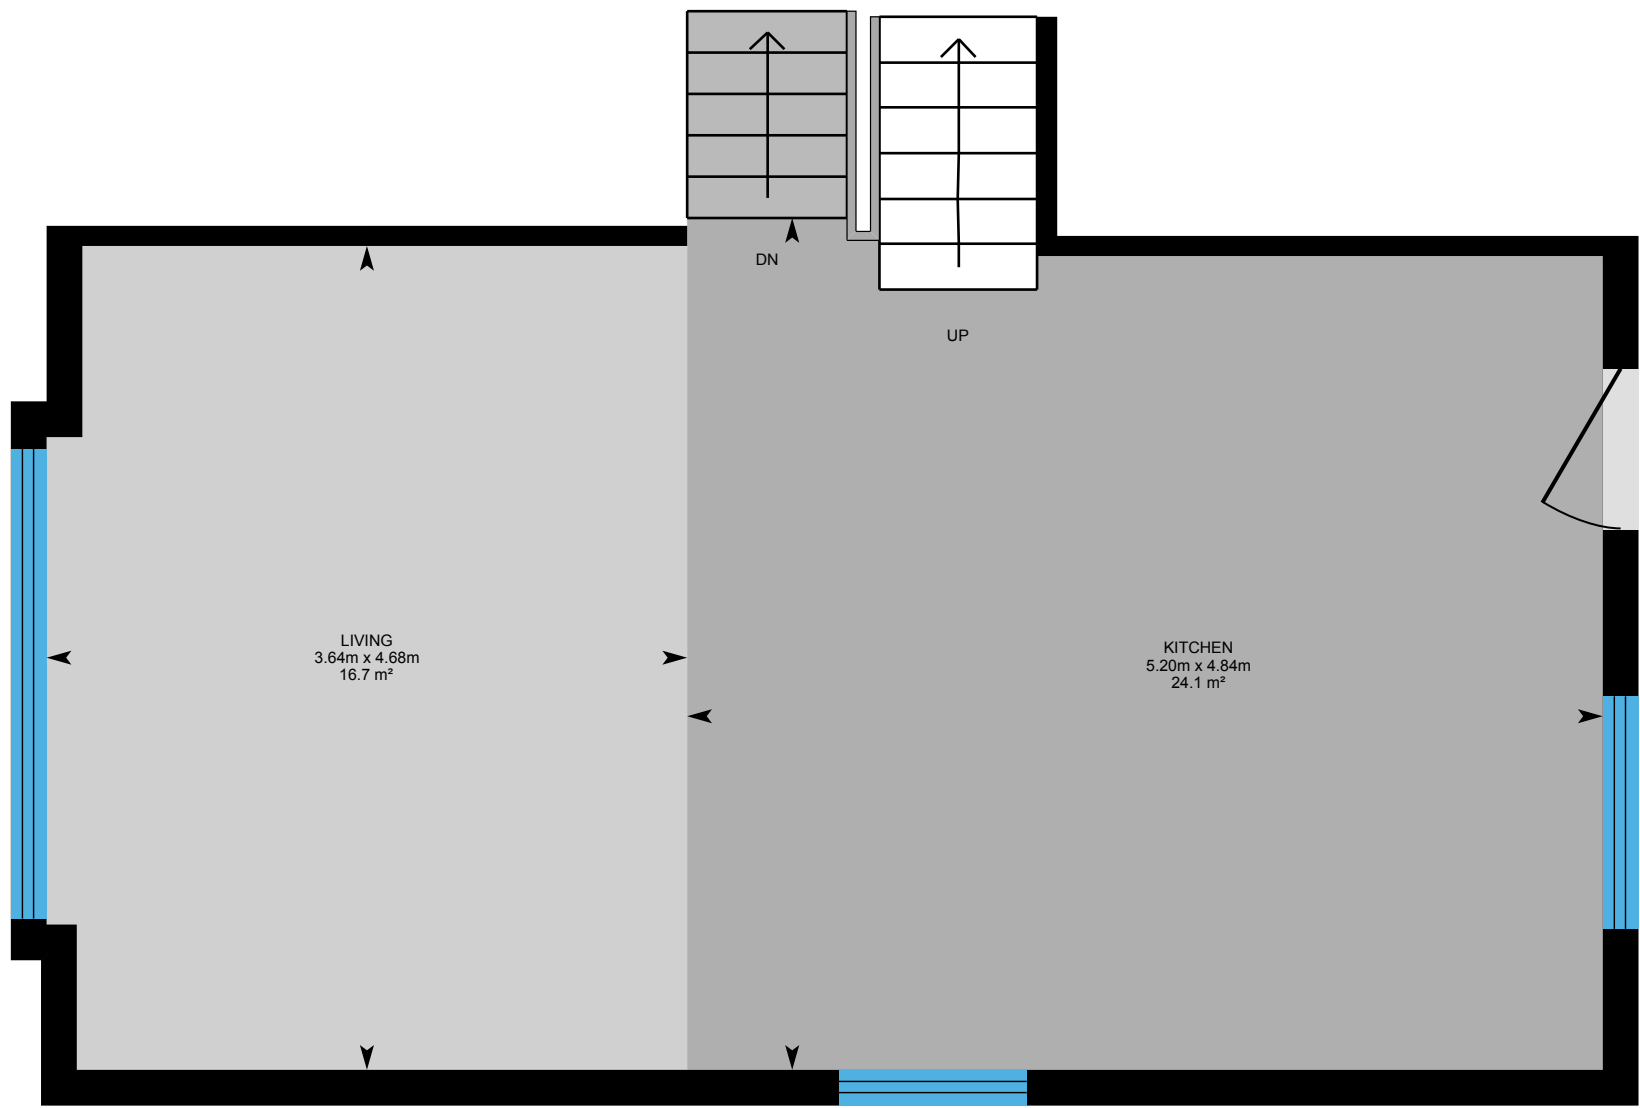 DN
UP
LIVING
3.64m x 4.68m
16.7 m²
KITCHEN
5.20m x 4.84m
24.1 m²